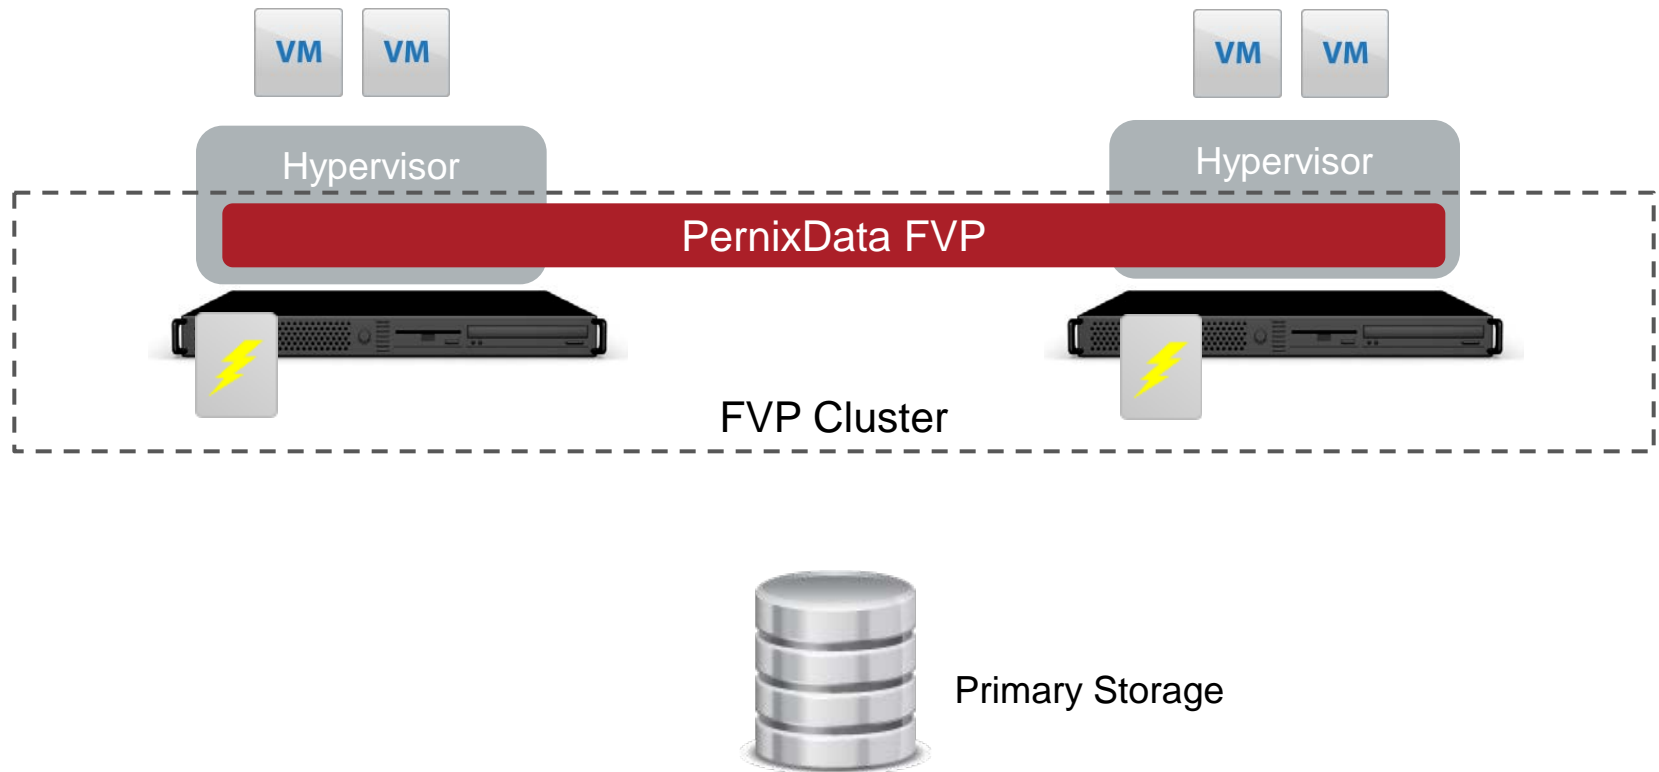 VM VM VM VM
Hypervisor Hypervisor
PernixData FVP
FVP Cluster
Primary Storage